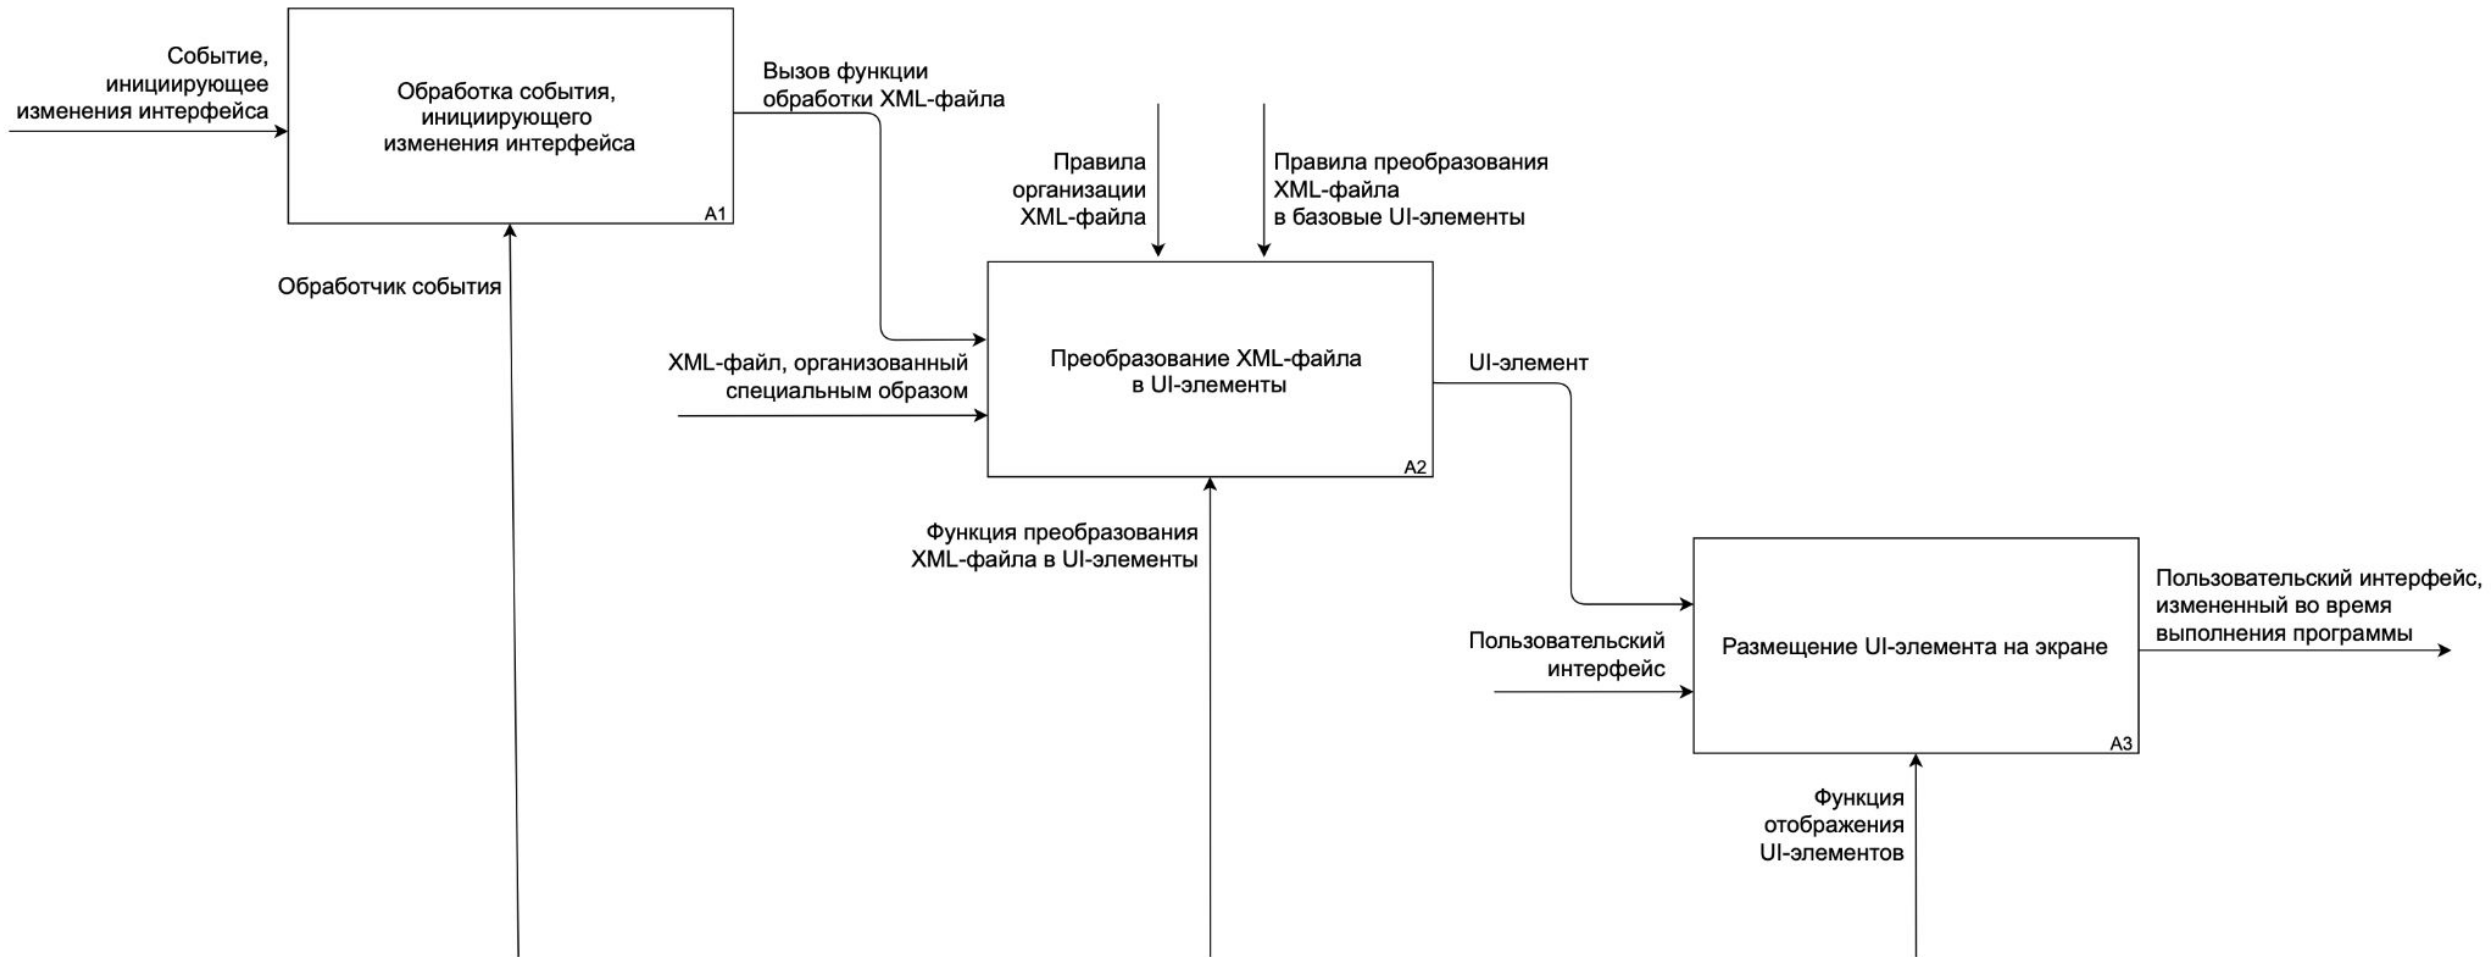 Событие,
инициирующее
изменения интерфейса
Обработка события,
инициирующего
изменения интерфейса
A1
Вызов функции
обработки XML-файла
Правила
организации
XML-файла
Правила преобразования
XML-файла
в базовые UI-элементы
Обработчик события
XML-файл, организованный
специальным образом
Преобразование XML-файла
в UI-элементы
A2
UI-элемент
Функция преобразования
XML-файла в UI-элементы
Пользовательский
интерфейс
Размещение UI-элемента на экране
A3
Пользовательский интерфейс,
измененный во время
выполнения программы
Функция
отображения
UI-элементов